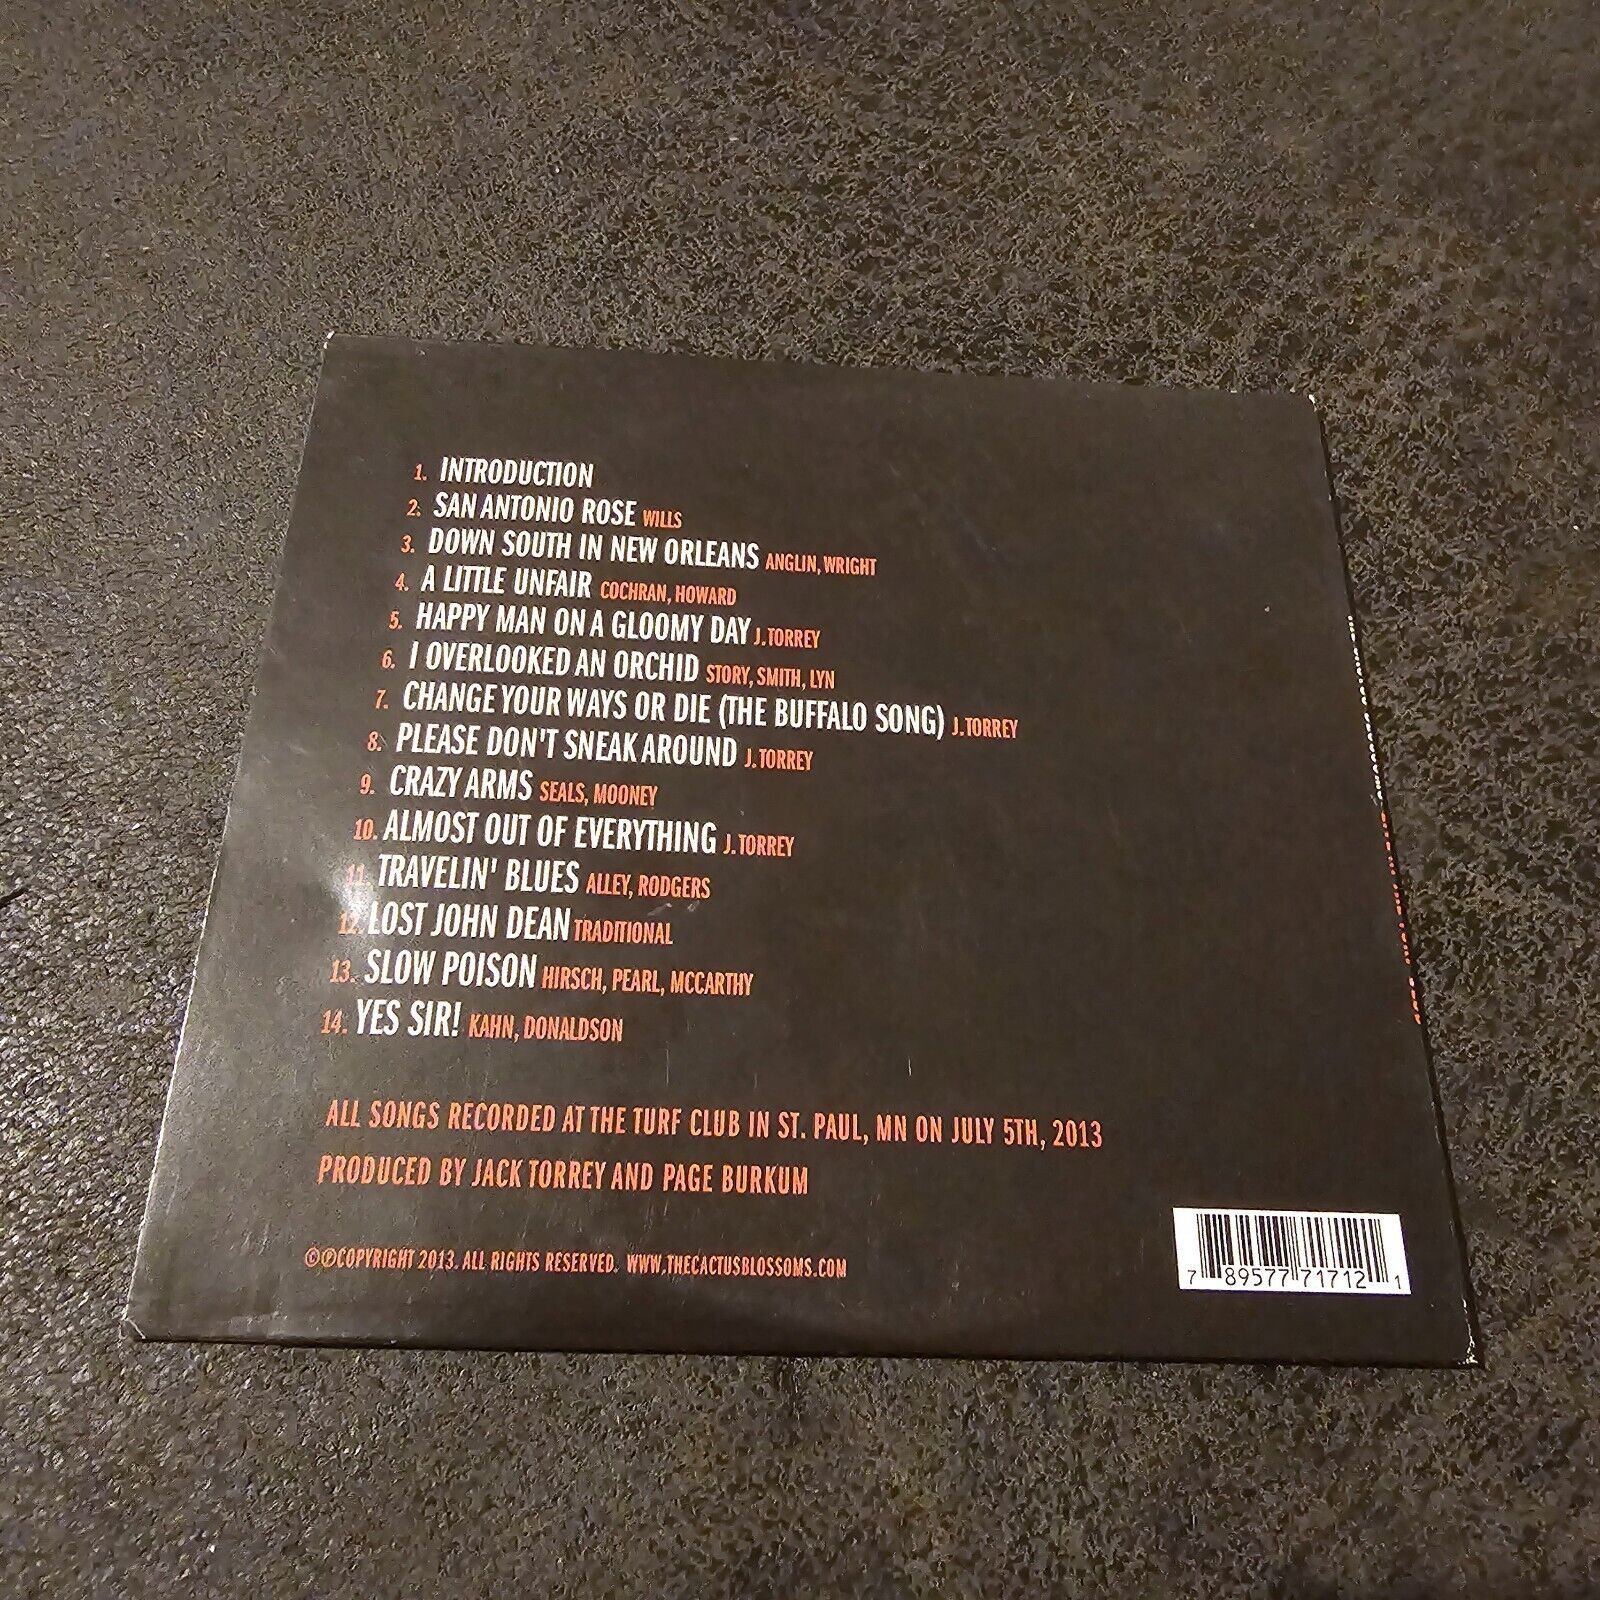 1. INTRODUCTION
2. SAN ANTONIO ROSE WILLS
3. DOWN SOUTH IN NEW ORLEANS ANGLIN, WRIGHT
4. A LITTLE UNFAIR COCHRAN, HOWARD
5. HAPPY MAN ON A GLOOMY DAY J. TORREY
6. I OVERLOOKED AN ORCHID STORY, SMITH, LYN
7. CHANGE YOUR WAYS OR DIE (THE BUFFALO SONG) J. TORREY
8. PLEASE DON'T SNEAK AROUND J. TORREY
9. CRAZY ARMS SEALS, MOONEY
10. ALMOST OUT OF EVERYTHING J. TORREY
11. TRAVELIN' BLUES ALLEY, RODGERS
12. LOST JOHN DEAN TRADITIONAL
13. SLOW POISON HIRSCH, PEARL, MCCARTHY
14. YES SIR! KAHN, DONALDSON
ALL SONGS RECORDED AT THE TURF CLUB IN ST. PAUL, MN ON JULY 5TH, 2013
PRODUCED BY JACK TORREY AND PAGE BURKUM
©℗COPYRIGHT 2013. ALL RIGHTS RESERVED. WWW.THECACTUSBLOSSOMS.COM
7 89577 71712 1